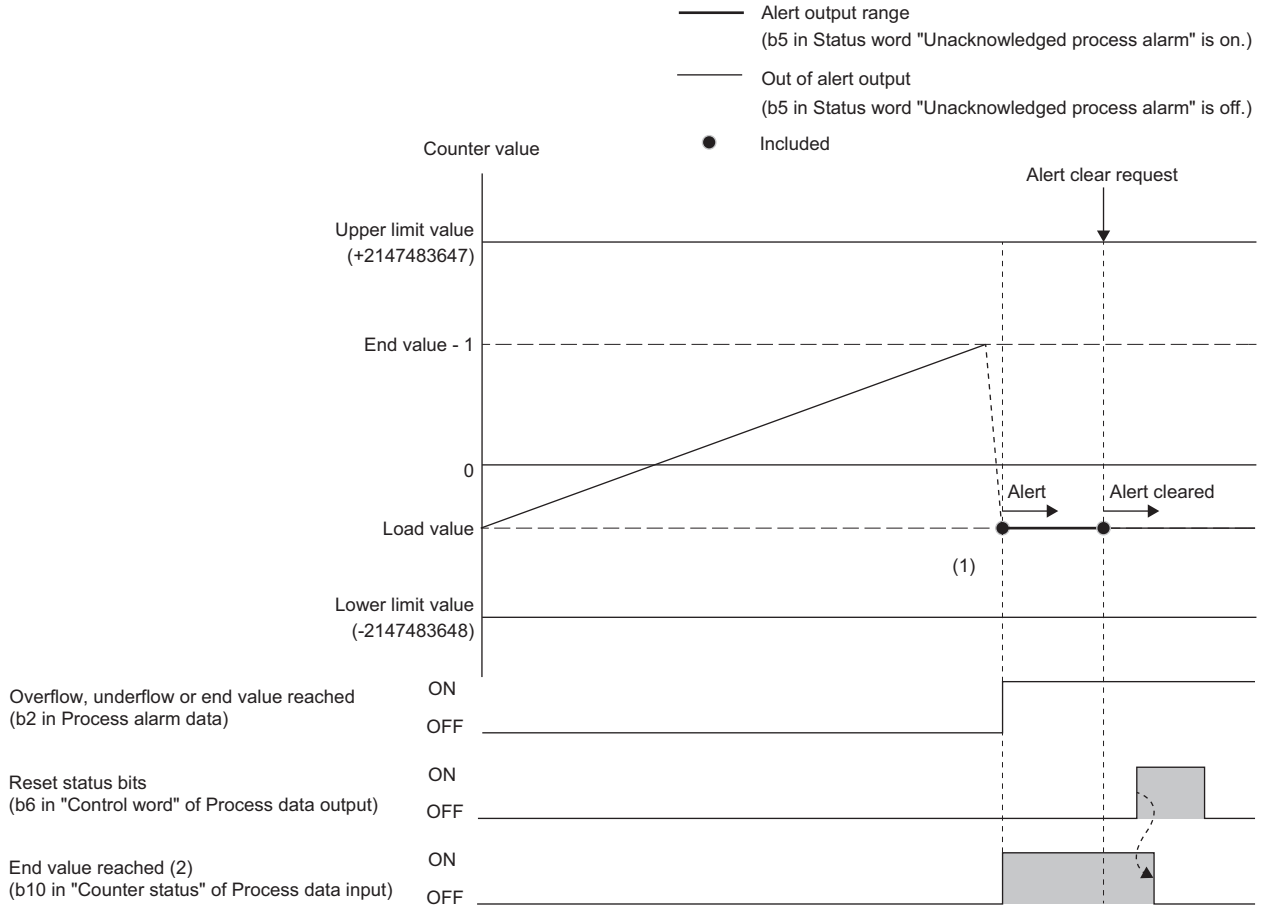 Alert output range
(b5 in Status word "Unacknowledged process alarm" is on.)
Out of alert output
(b5 in Status word "Unacknowledged process alarm" is off.)
Included
Counter value
Alert clear request
Upper limit value
(+2147483647)
End value - 1
0
Alert
Alert cleared
Load value
(1)
Lower limit value
(-2147483648)
Overflow, underflow or end value reached
(b2 in Process alarm data)
ON
OFF
Reset status bits
(b6 in "Control word" of Process data output)
ON
OFF
End value reached (2)
(b10 in "Counter status" of Process data input)
ON
OFF